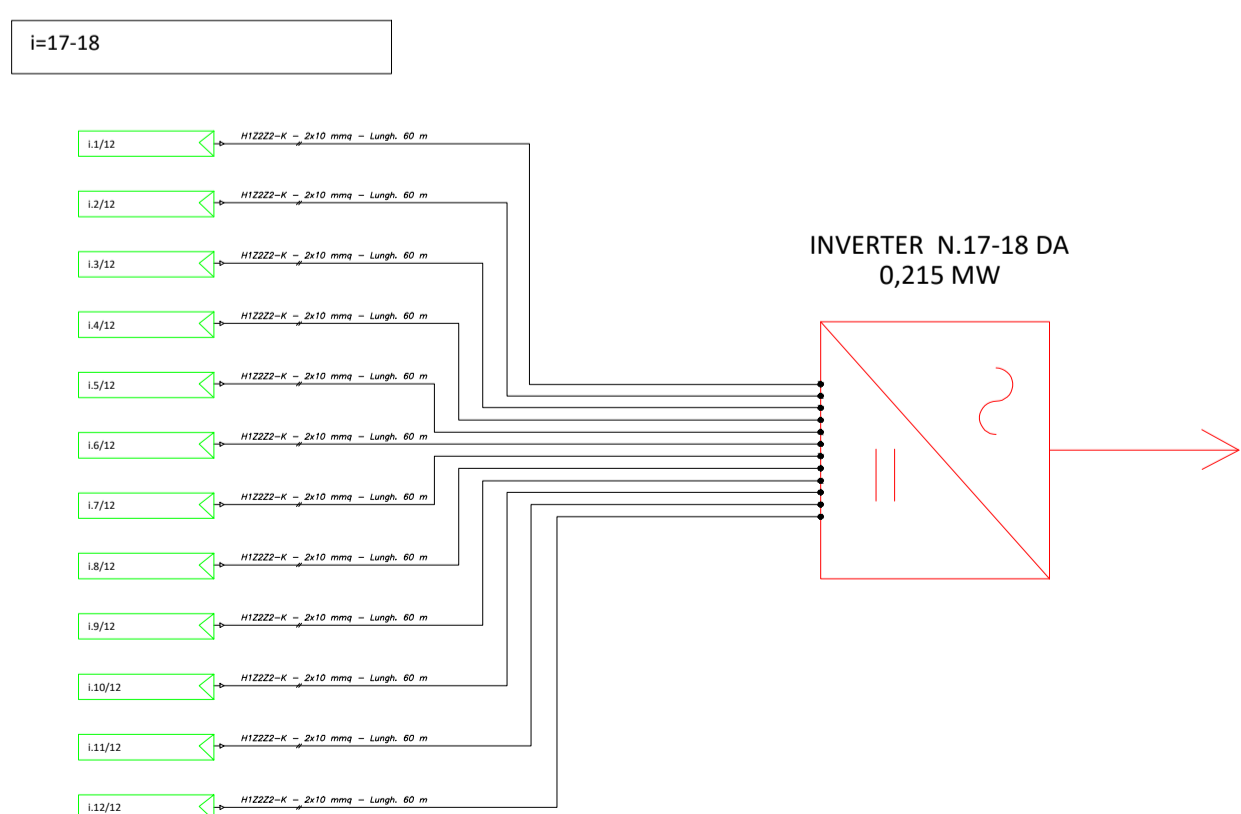 i=17-18
i.1/12
H1Z2Z2-K - 2x10 mmq - Lungh. 60 m
i.2/12
H1Z2Z2-K - 2x10 mmq - Lungh. 60 m
INVERTER N.17-18 DA
0,215 MW
i.3/12
H1Z2Z2-K - 2x10 mmq - Lungh. 60 m
i.4/12
H1Z2Z2-K - 2x10 mmq - Lungh. 60 m
i.5/12
H1Z2Z2-K - 2x10 mmq - Lungh. 60 m
i.6/12
H1Z2Z2-K - 2x10 mmq - Lungh. 60 m
i.7/12
H1Z2Z2-K - 2x10 mmq - Lungh. 60 m
i.8/12
H1Z2Z2-K - 2x10 mmq - Lungh. 60 m
i.9/12
H1Z2Z2-K - 2x10 mmq - Lungh. 60 m
i.10/12
H1Z2Z2-K - 2x10 mmq - Lungh. 60 m
i.11/12
H1Z2Z2-K - 2x10 mmq - Lungh. 60 m
i.12/12
H1Z2Z2-K - 2x10 mmq - Lungh. 60 m